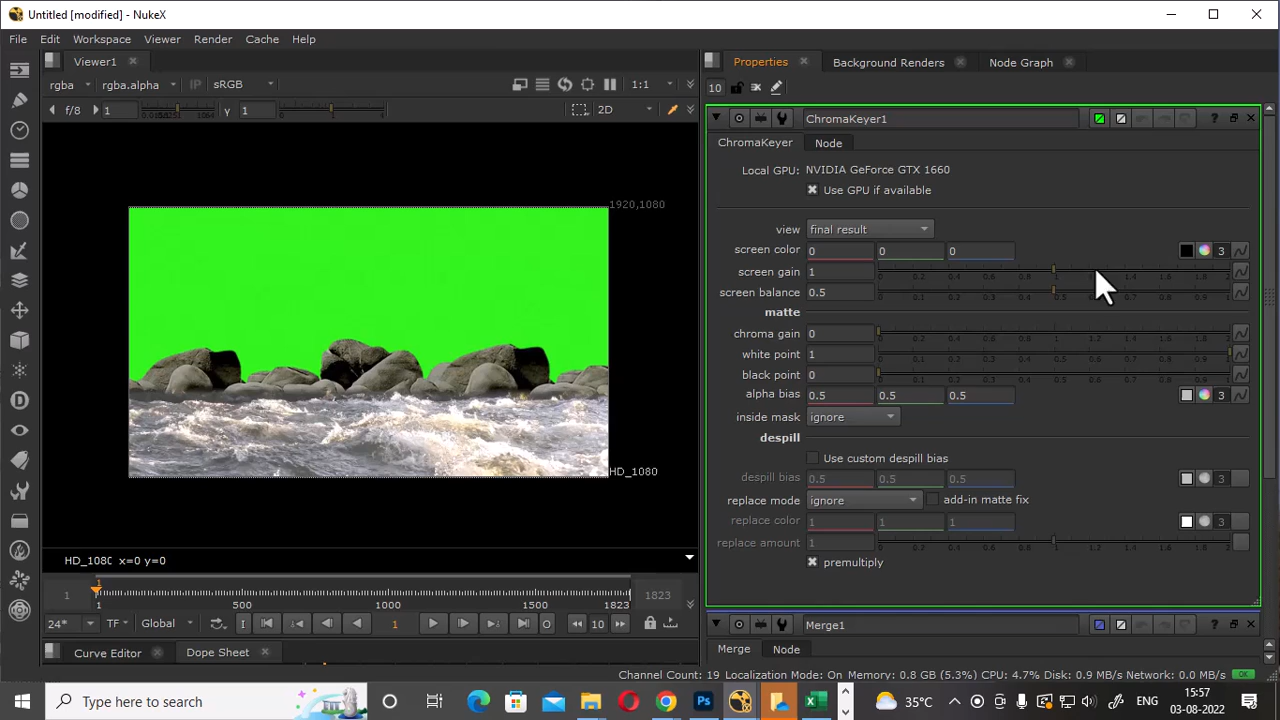 Untitled [modified] - NukeX
File Edit Workspace Viewer Render Cache Help
Viewer1
Properties Background Renders Node Graph
rgba rgba.alpha IP sRGB 1:1
10
f/8 1 γ 1 2D
ChromaKeyer1
ChromaKeyer Node
Local GPU: NVIDIA GeForce GTX 1660
Use GPU if available
1920,1080
view final result
screen color 0 0 0 3
screen gain 1
screen balance 0.5
matte
chroma gain 0
white point 1
black point 0
alpha bias 0.5 0.5 0.5 3
inside mask ignore
despill
Use custom despill bias
HD_1080
despill bias 0.5 0.5 0.5 3
replace mode ignore add-in matte fix
replace color 1 1 1 3
replace amount 1
premultiply
HD_1080 x=0 y=0
1 1 1823
1 500 1000 1500 1823
24* TF Global 1 10
Merge1
Curve Editor Dope Sheet
Merge Node
Channel Count: 19 Localization Mode: On Memory: 0.8 GB (5.3%) CPU: 4.7% Disk: 0.9 MB/s Network: 0.0 MB/s
Type here to search
35°C
ENG
15:57
03-08-2022